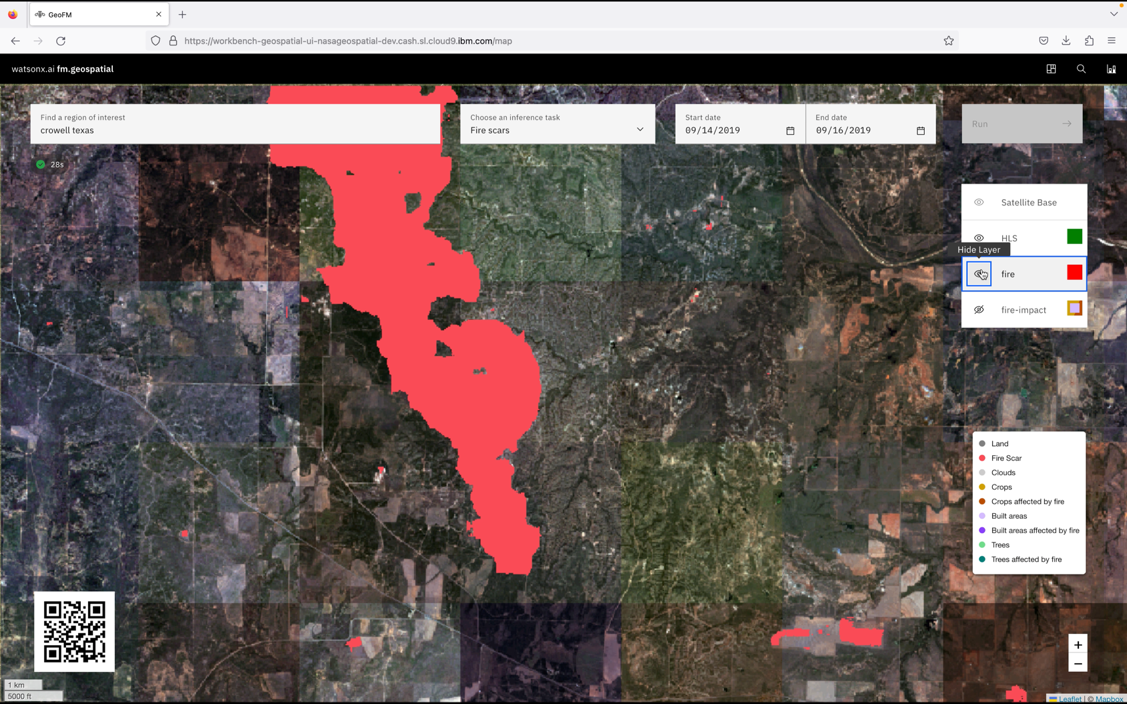 GeoFM
https://workbench-geospatial-ui-nasageospatial-dev.cash.sl.cloud9.ibm.com/map
watsonx.ai fm.geospatial
Find a region of interest
crowell texas
Choose an inference task
Fire scars
Start date
09/14/2019
End date
09/16/2019
Run
28s
Satellite Base
HLS
Hide Layer
fire
fire-impact
Land
Fire Scar
Clouds
Crops
Crops affected by fire
Built areas
Built areas affected by fire
Trees
Trees affected by fire
+
−
1 km
5000 ft
Leaflet | © Mapbox